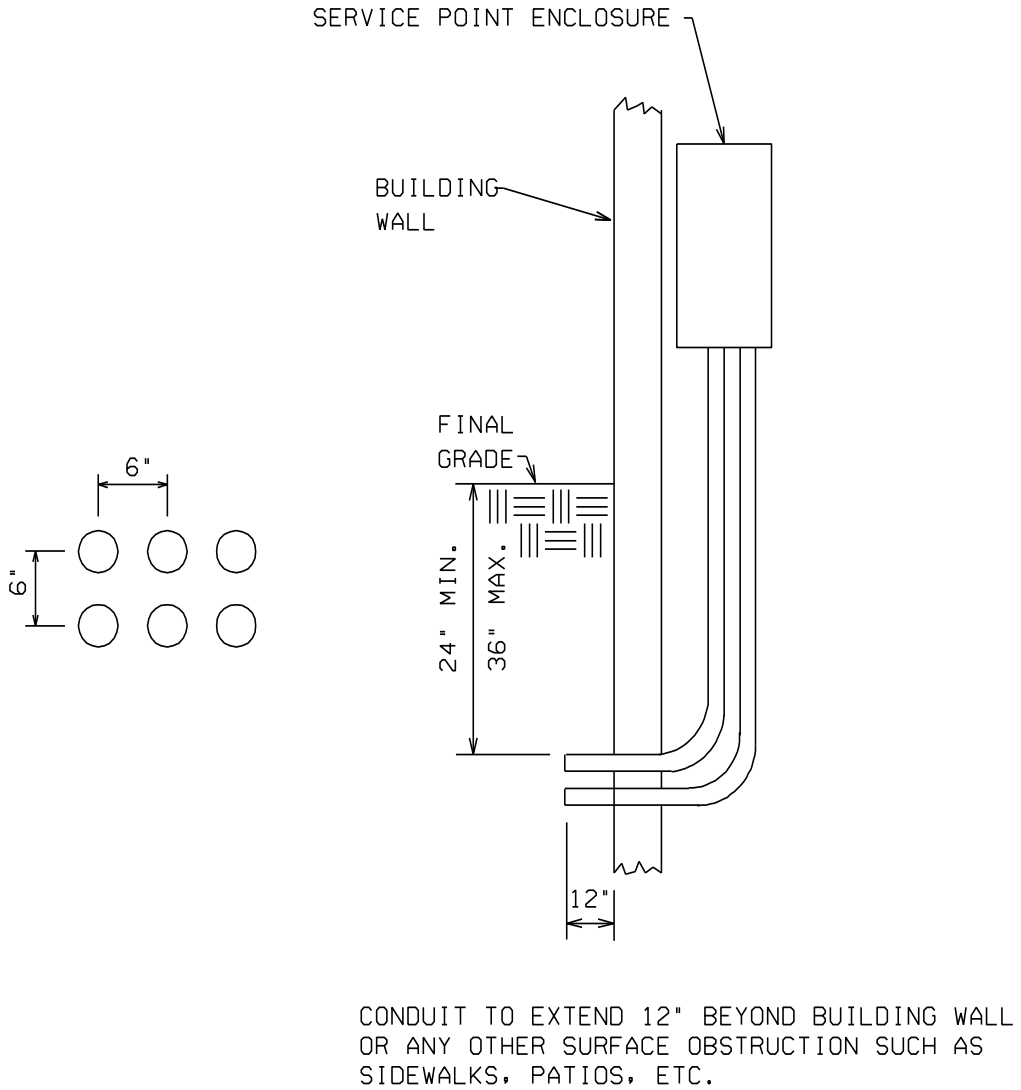 SERVICE POINT ENCLOSURE
BUILDING
WALL
FINAL
GRADE
6"
6"
24" MIN.
36" MAX.
12"
CONDUIT TO EXTEND 12" BEYOND BUILDING WALL
OR ANY OTHER SURFACE OBSTRUCTION SUCH AS
SIDEWALKS, PATIOS, ETC.